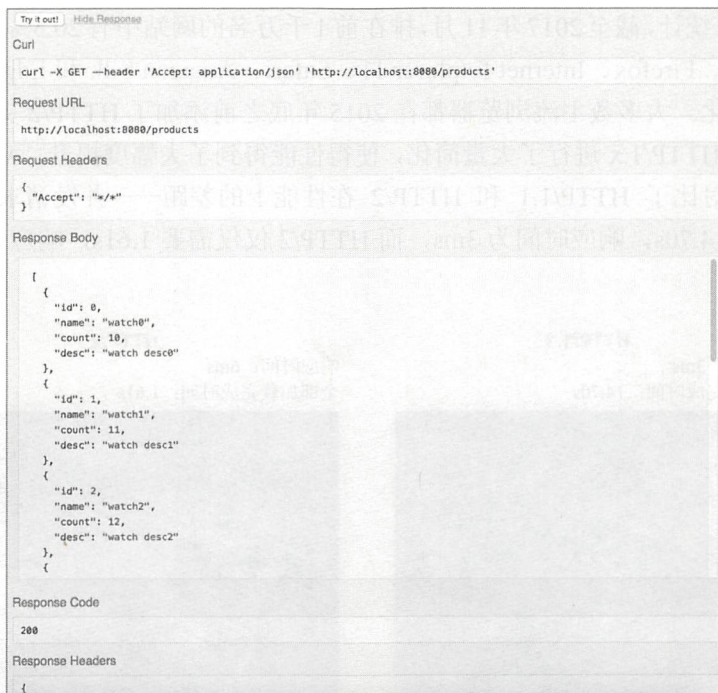 Try it out!  Hide Response
Curl
curl -X GET --header 'Accept: application/json' 'http://localhost:8080/products'
Request URL
http://localhost:8080/products
Request Headers
{
"Accept": "*/*"
}
Response Body
[
{
"id": 0,
"name": "watch0",
"count": 10,
"desc": "watch desc0"
},
{
"id": 1,
"name": "watch1",
"count": 11,
"desc": "watch desc1"
},
{
"id": 2,
"name": "watch2",
"count": 12,
"desc": "watch desc2"
},
{
Response Code
200
Response Headers
{